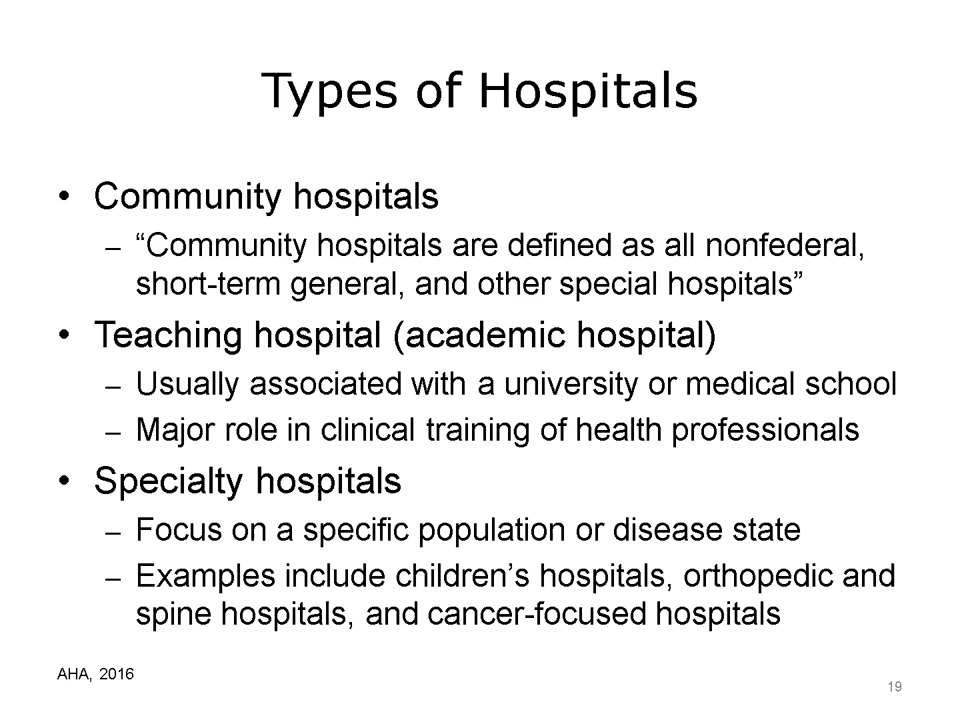 Types of Hospitals
• Community hospitals
– “Community hospitals are defined as all nonfederal,
short-term general, and other special hospitals”
• Teaching hospital (academic hospital)
– Usually associated with a university or medical school
– Major role in clinical training of health professionals
• Specialty hospitals
– Focus on a specific population or disease state
– Examples include children’s hospitals, orthopedic and
spine hospitals, and cancer-focused hospitals
AHA, 2016
19